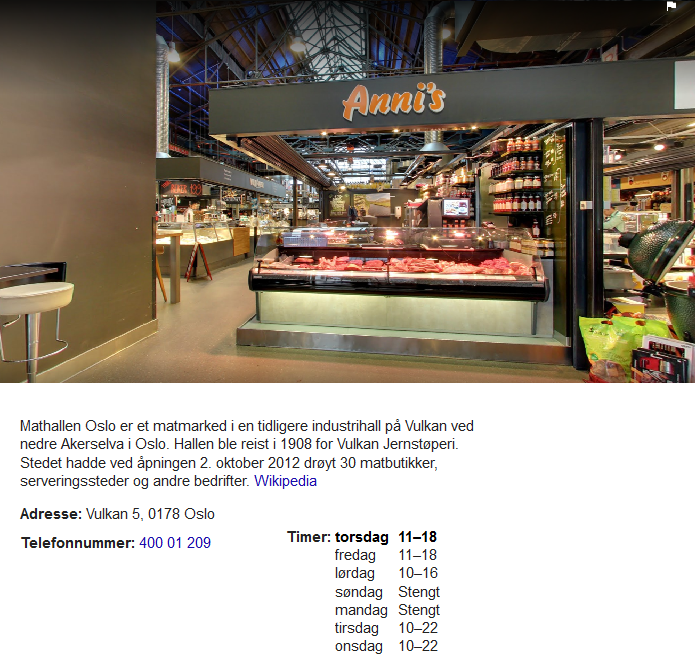 Anni's
Mathallen Oslo er et matmarked i en tidligere industrihall på Vulkan ved
nedre Akerselva i Oslo. Hallen ble reist i 1908 for Vulkan Jernstøperi.
Stedet hadde ved åpningen 2. oktober 2012 drøyt 30 matbutikker,
serveringssteder og andre bedrifter. Wikipedia
Adresse: Vulkan 5, 0178 Oslo
Telefonnummer: 400 01 209
Timer: torsdag 11–18
fredag 11–18
lørdag 10–16
søndag Stengt
mandag Stengt
tirsdag 10–22
onsdag 10–22